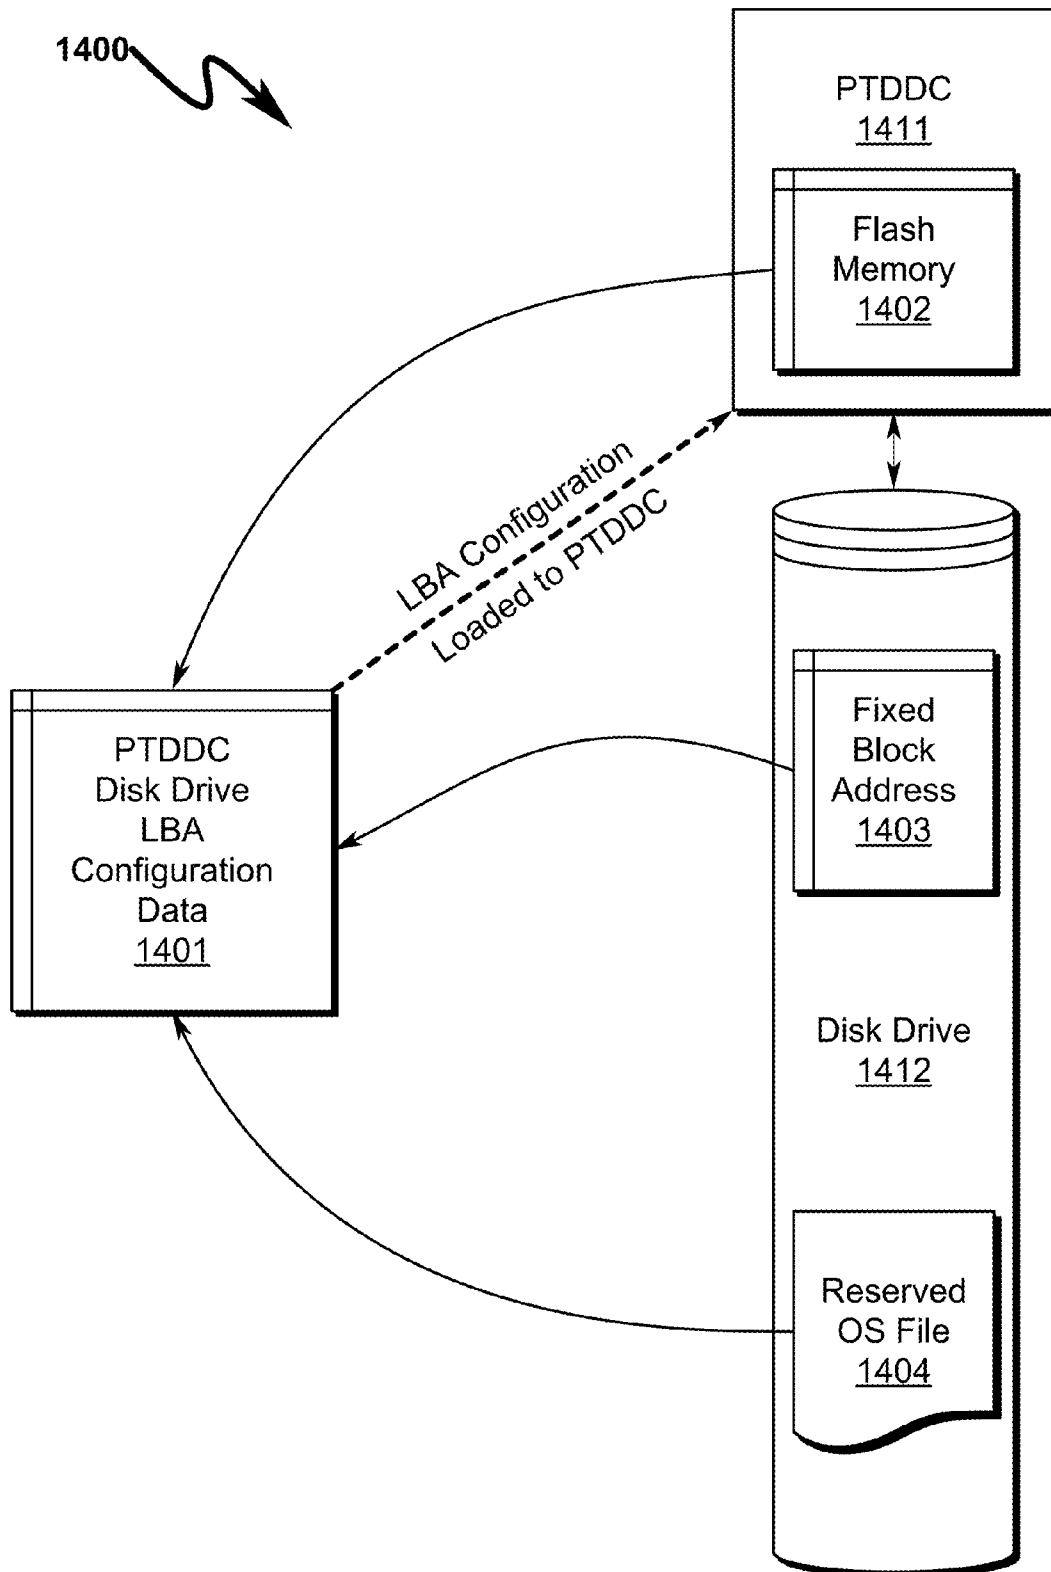 1400
PTDDC
1411
Flash
Memory
1402
LBA Configuration
Loaded to PTDDC
PTDDC
Disk Drive
LBA
Configuration
Data
1401
Fixed
Block
Address
1403
Disk Drive
1412
Reserved
OS File
1404